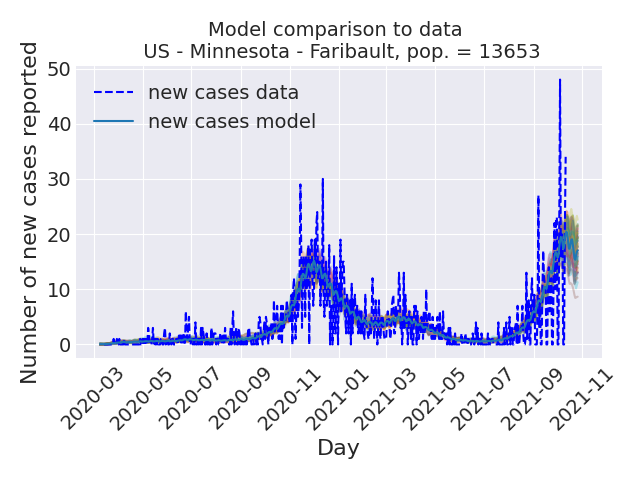 Model comparison to data
US - Minnesota - Faribault, pop. = 13653
Number of new cases reported
50
40
30
20
10
0
new cases data
new cases model
2020-03
2020-05
2020-07
2020-09
2020-11
2021-01
2021-03
2021-05
2021-07
2021-09
2021-11
Day